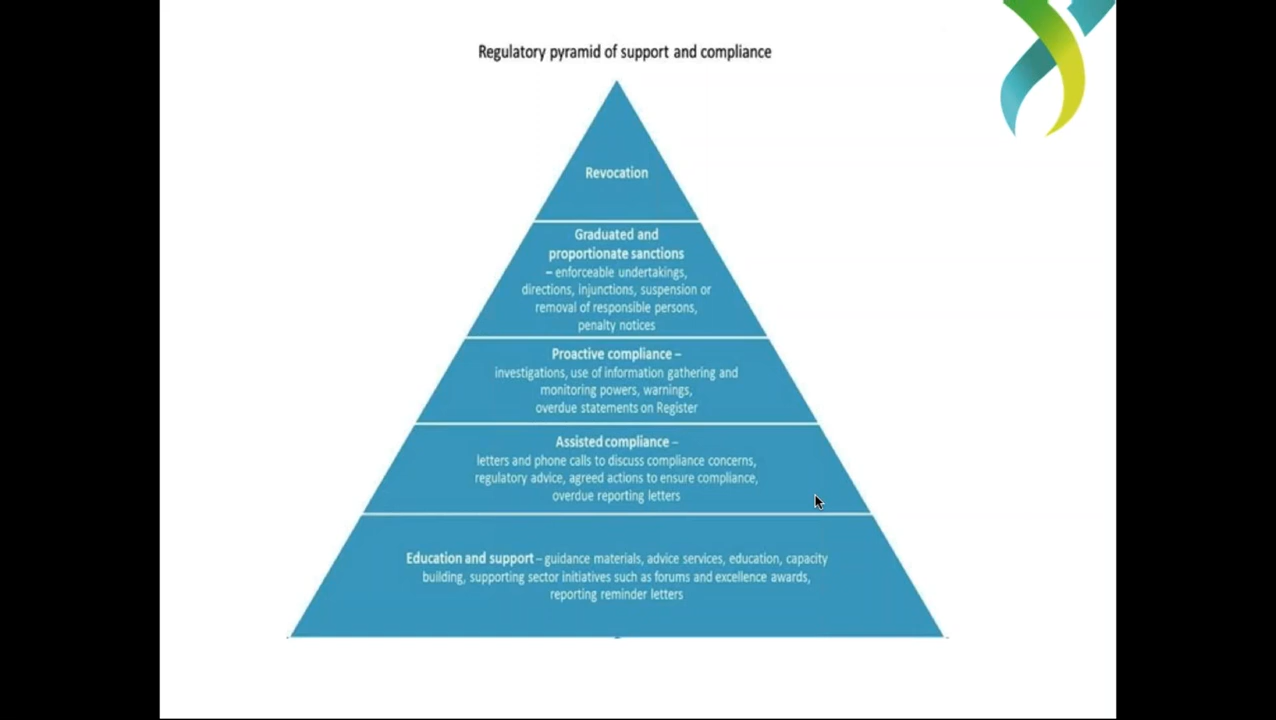 Regulatory pyramid of support and compliance
Revocation
Graduated and
proportionate sanctions
– enforceable undertakings,
directions, injunctions, suspension or
removal of responsible persons,
penalty notices
Proactive compliance –
investigations, use of information gathering and
monitoring powers, warnings,
overdue statements on Register
Assisted compliance –
letters and phone calls to discuss compliance concerns,
regulatory advice, agreed actions to ensure compliance,
overdue reporting letters
Education and support – guidance materials, advice services, education, capacity
building, supporting sector initiatives such as forums and excellence awards,
reporting reminder letters